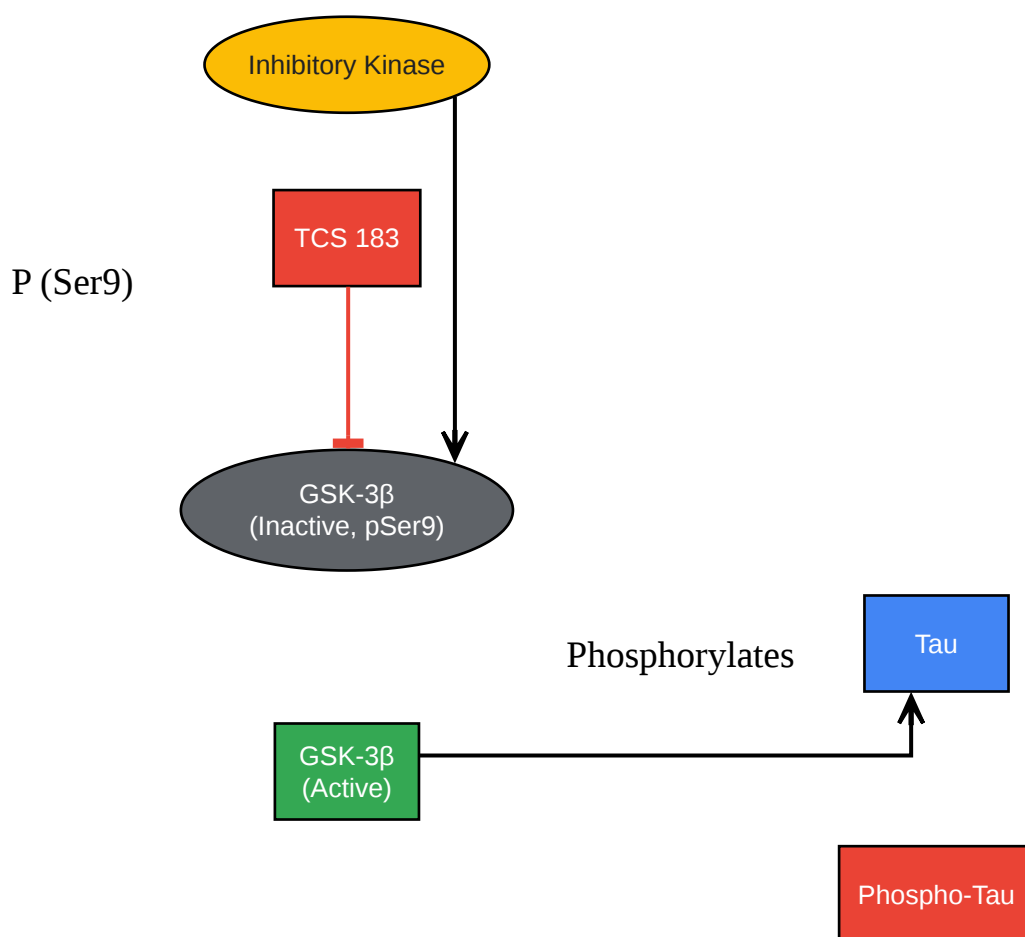 Inhibitory Kinase
TCS 183
P (Ser9)
GSK-3β
(Inactive, pSer9)
Tau
Phosphorylates
GSK-3β
(Active)
Phospho-Tau